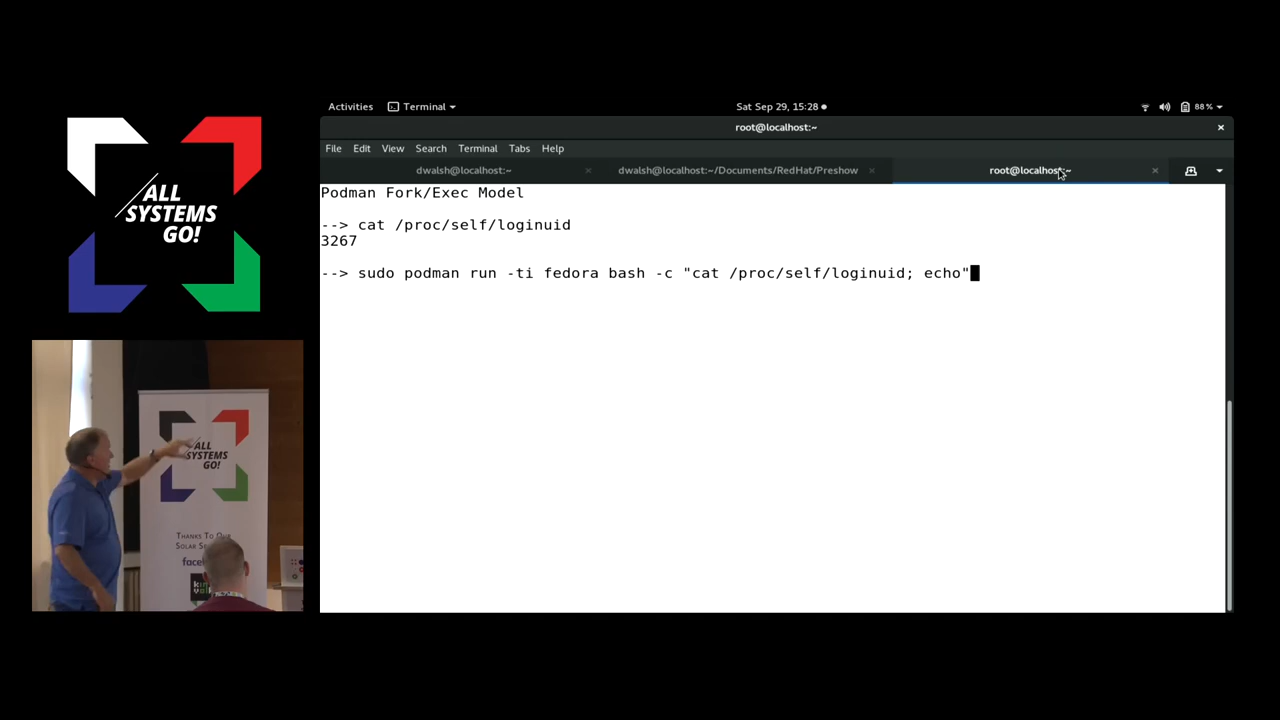 ALL
SYSTEMS
GO!
Activities Terminal Sat Sep 29, 15:28 88%
root@localhost:~
File Edit View Search Terminal Tabs Help
dwalsh@localhost:~ dwalsh@localhost:~/Documents/RedHat/Preshow root@localhost:~
Podman Fork/Exec Model
--> cat /proc/self/loginuid
3267
--> sudo podman run -ti fedora bash -c "cat /proc/self/loginuid; echo"
ALL
SYSTEMS
GO!
THANKS TO OUR
SOLAR